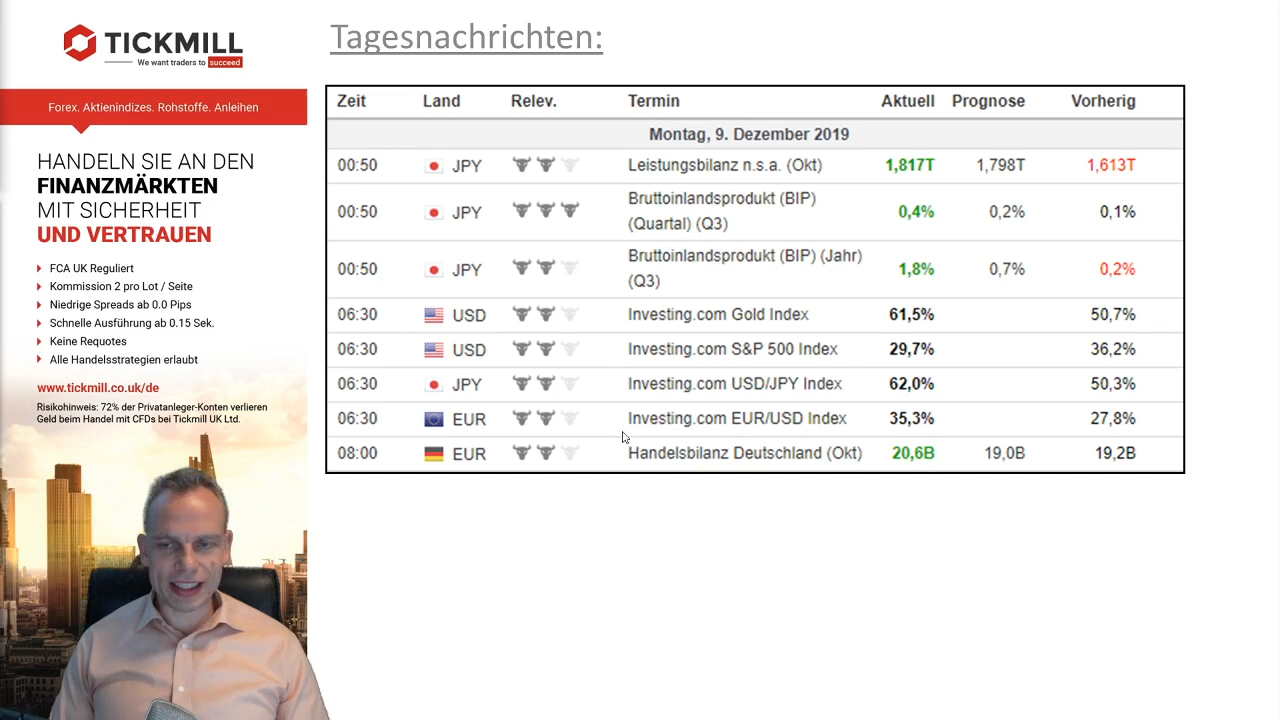 TICKMILL
We want traders to succeed
Forex. Aktienindizes. Rohstoffe. Anleihen
HANDELN SIE AN DEN
FINANZMÄRKTEN
MIT SICHERHEIT
UND VERTRAUEN
FCA UK Reguliert
Kommission 2 pro Lot / Seite
Niedrige Spreads ab 0.0 Pips
Schnelle Ausführung ab 0.15 Sek.
Keine Requotes
Alle Handelsstrategien erlaubt
www.tickmill.co.uk/de
Risikohinweis: 72% der Privatanleger-Konten verlieren
Geld beim Handel mit CFDs bei Tickmill UK Ltd.
Tagesnachrichten:
Zeit Land Relev. Termin Aktuell Prognose Vorherig
Montag, 9. Dezember 2019
00:50 JPY Leistungsbilanz n.s.a. (Okt) 1,817T 1,798T 1,613T
00:50 JPY Bruttoinlandsprodukt (BIP) (Quartal) (Q3) 0,4% 0,2% 0,1%
00:50 JPY Bruttoinlandsprodukt (BIP) (Jahr) (Q3) 1,8% 0,7% 0,2%
06:30 USD Investing.com Gold Index 61,5% 50,7%
06:30 USD Investing.com S&P 500 Index 29,7% 36,2%
06:30 JPY Investing.com USD/JPY Index 62,0% 50,3%
06:30 EUR Investing.com EUR/USD Index 35,3% 27,8%
08:00 EUR Handelsbilanz Deutschland (Okt) 20,6B 19,0B 19,2B